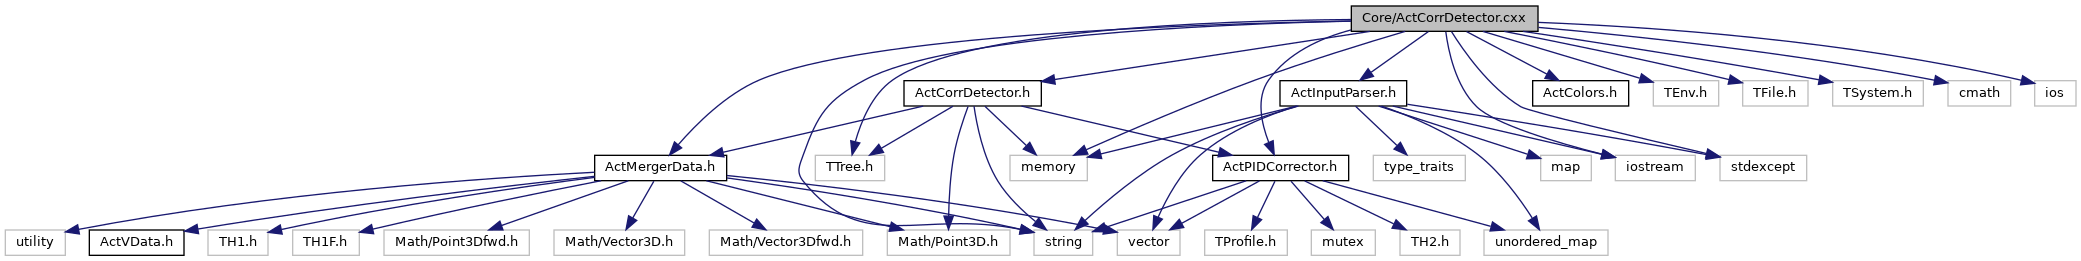 Core/ActCorrDetector.cxx
ActCorrDetector.h
ActInputParser.h
ActColors.h
TEnv.h
TFile.h
TSystem.h
cmath
ios
ActMergerData.h
TTree.h
memory
ActPIDCorrector.h
type_traits
map
iostream
stdexcept
utility
ActVData.h
TH1.h
TH1F.h
Math/Point3Dfwd.h
Math/Vector3D.h
Math/Vector3Dfwd.h
Math/Point3D.h
string
vector
TProfile.h
mutex
TH2.h
unordered_map